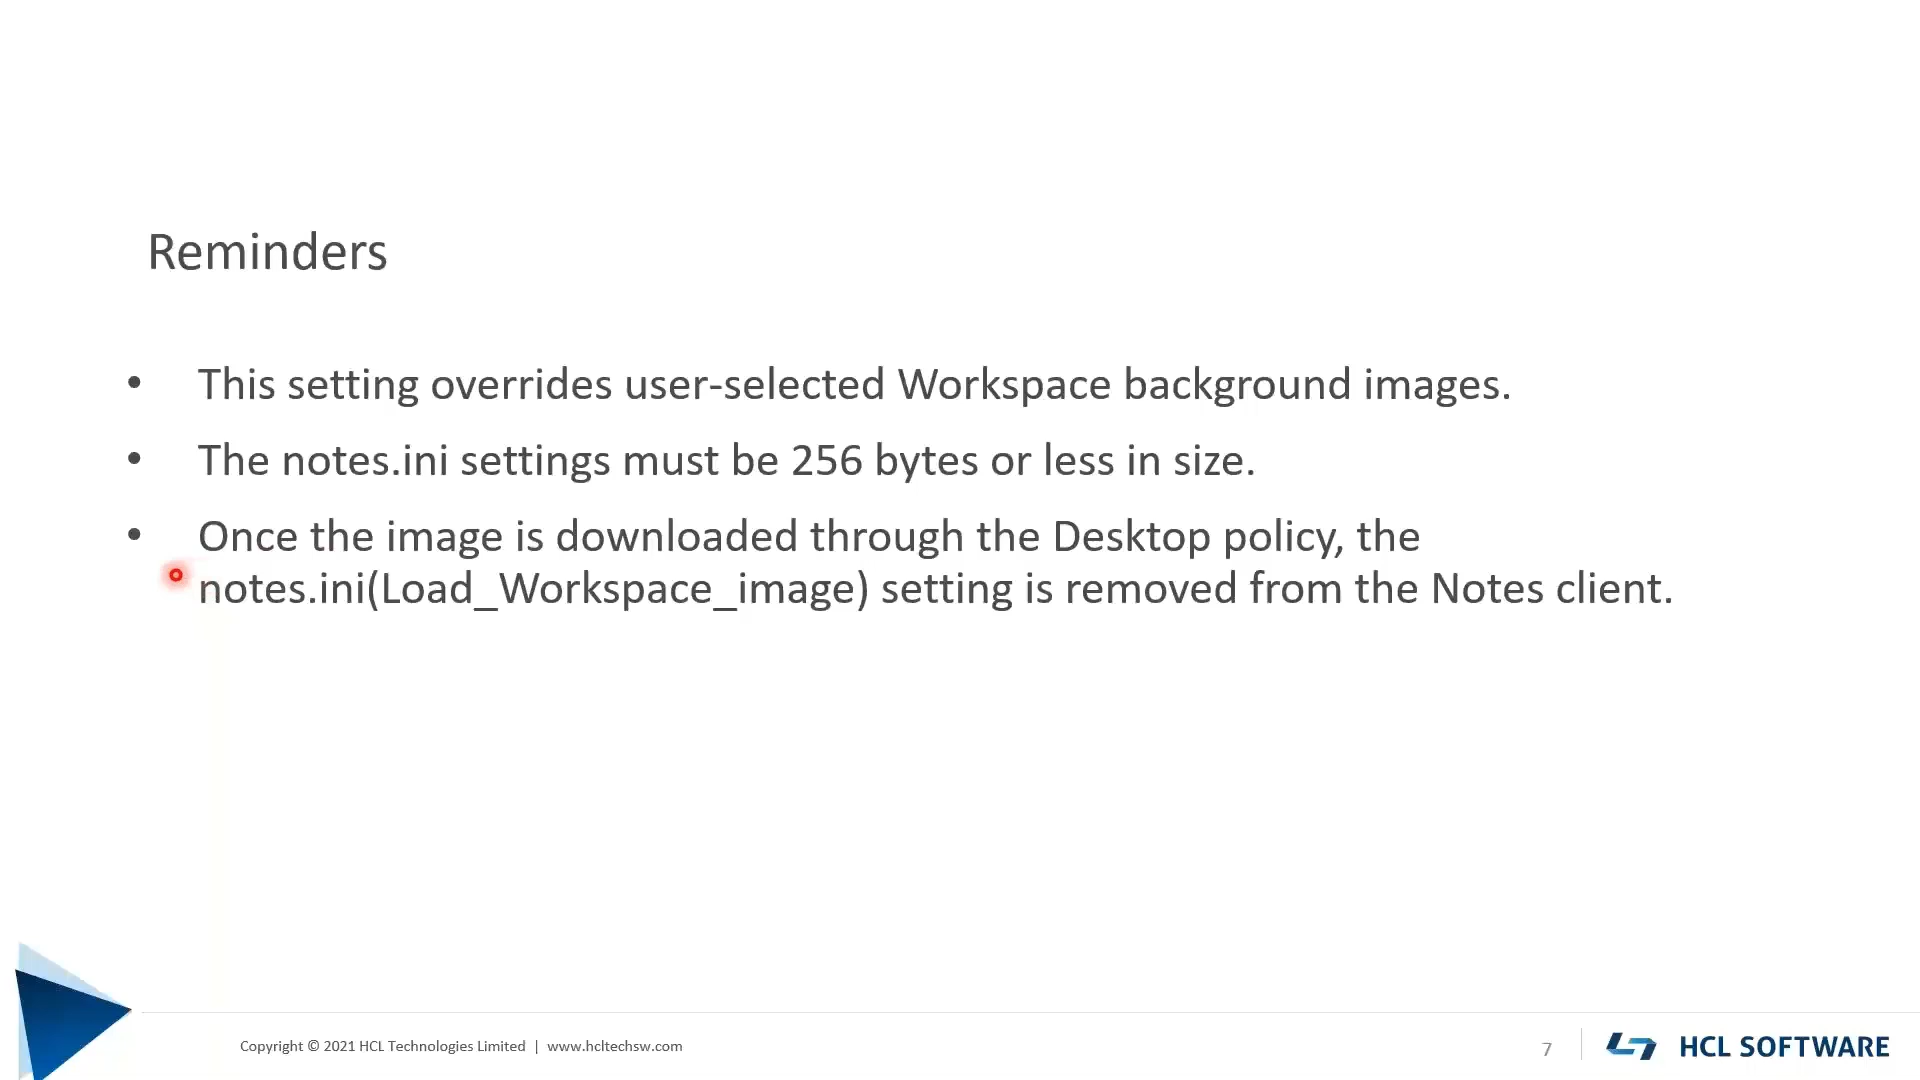 Reminders
• This setting overrides user-selected Workspace background images.
• The notes.ini settings must be 256 bytes or less in size.
• Once the image is downloaded through the Desktop policy, the
notes.ini(Load_Workspace_image) setting is removed from the Notes client.
Copyright © 2021 HCL Technologies Limited | www.hcltechsw.com
7
HCL SOFTWARE